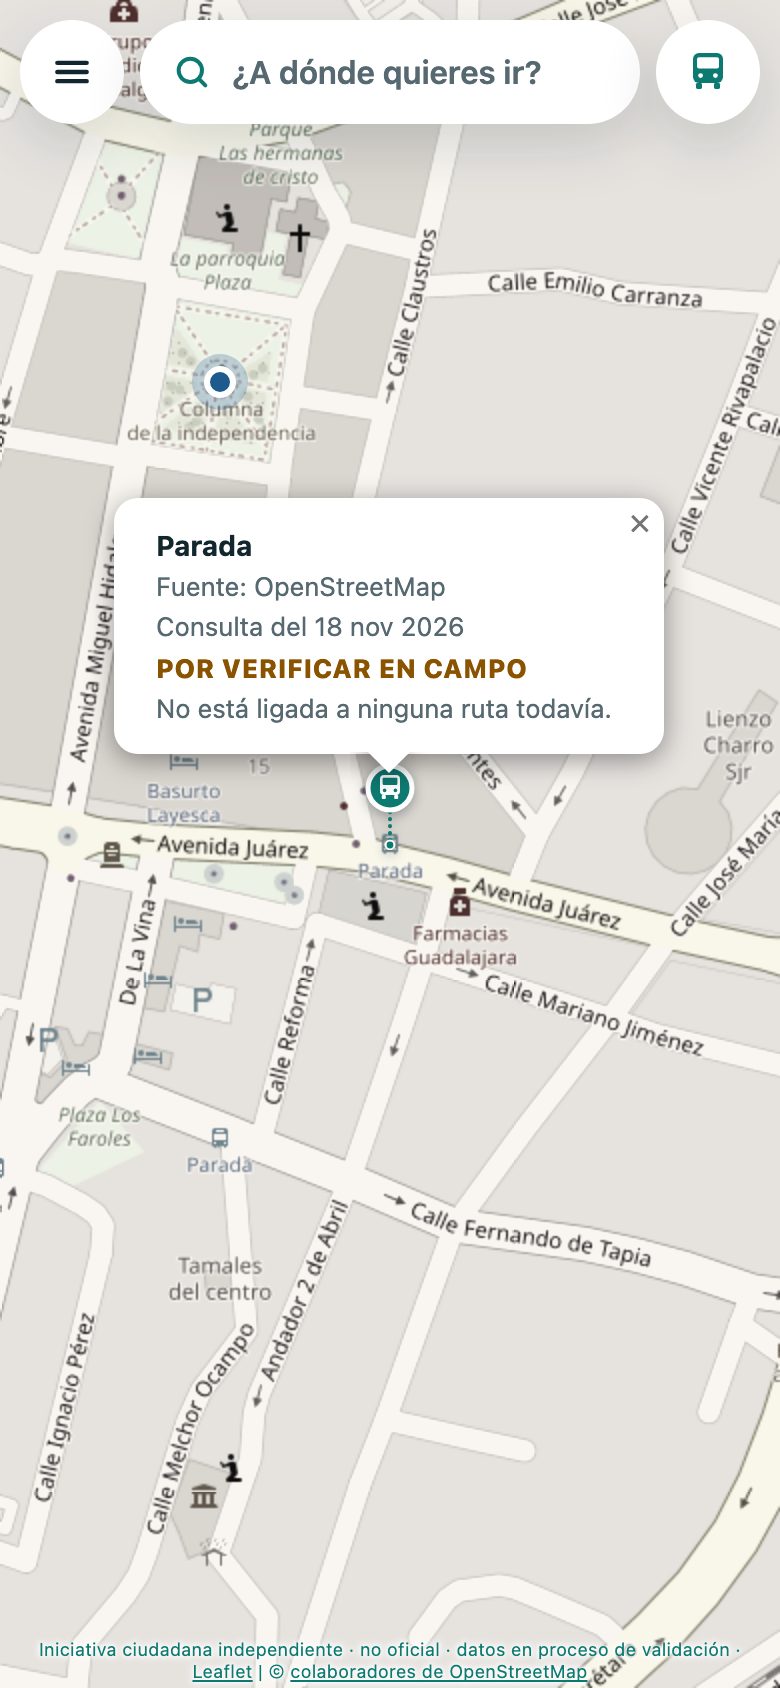 ¿A dónde quieres ir?
Parque
Las hermanas
de cristo
La parroquia
Plaza
Calle Claustros
Calle Emilio Carranza
Calle Vicente Rivapalacio
Columna
de la independencia
Parada
Fuente: OpenStreetMap
Consulta del 18 nov 2026
POR VERIFICAR EN CAMPO
No está ligada a ninguna ruta todavía.
Avenida Miguel Hidal
Lienzo
Charro
Sjr
15
Basurto
Layesca
ntes
Avenida Juárez
Parada
Avenida Juárez
Calle José María
Farmacias
Guadalajara
De La Vina
P
Calle Reforma
Calle Mariano Jiménez
P
Plaza Los
Faroles
Parada
Calle Fernando de Tapia
Tamales
del centro
Andador 2 de Abril
Calle Ignacio Pérez
Calle Melchor Ocampo
Iniciativa ciudadana independiente · no oficial · datos en proceso de validación ·
Leaflet | © colaboradores de OpenStreetMap